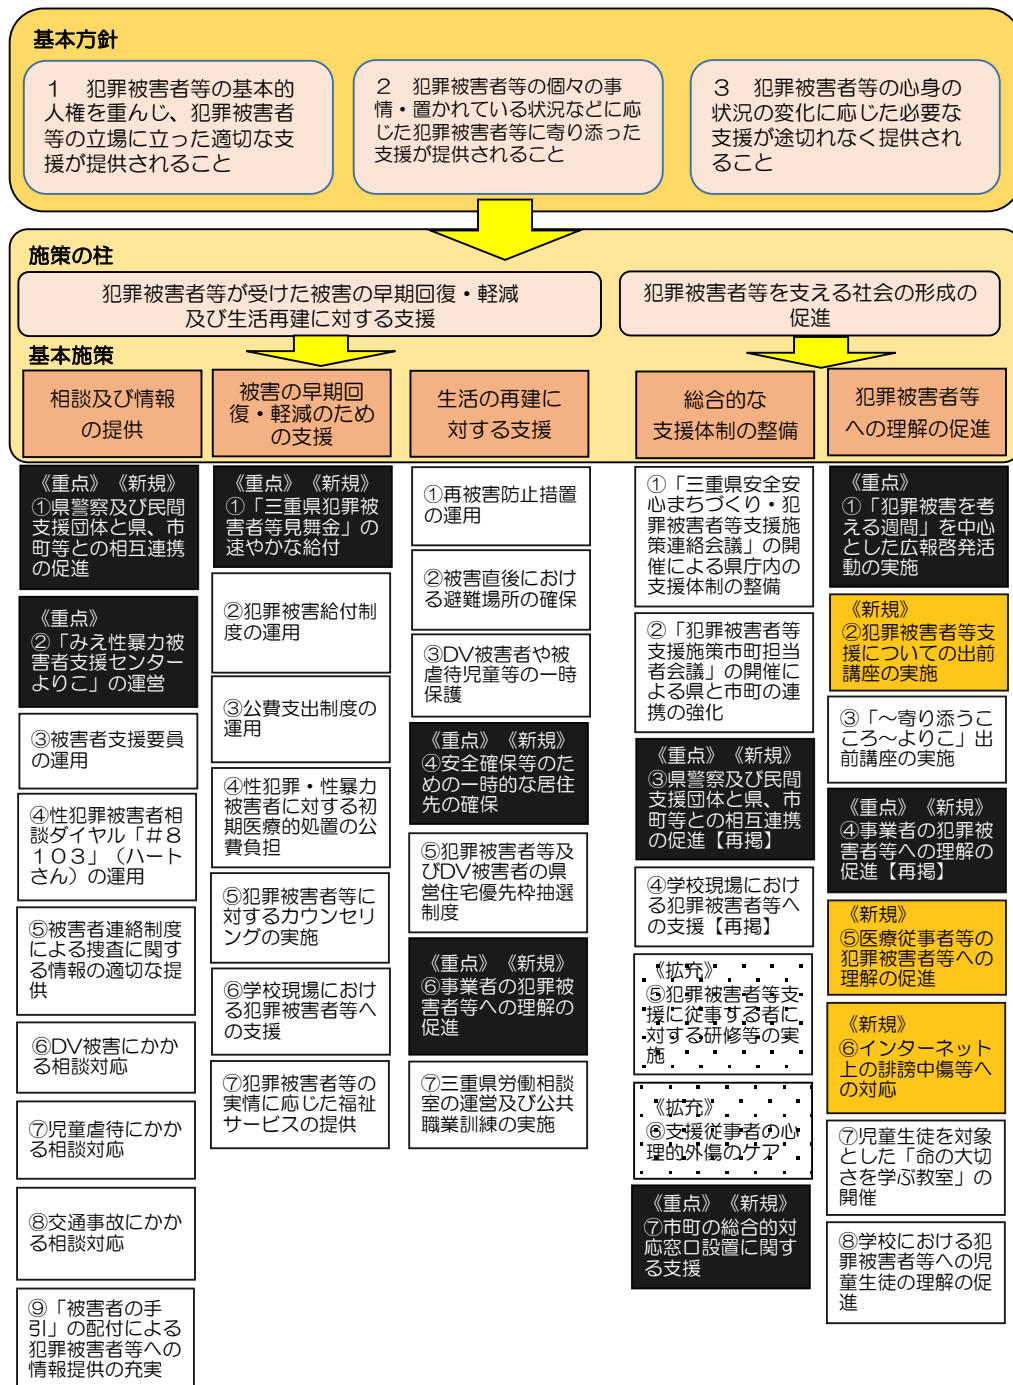 基本方針
1　犯罪被害者等の基本的
人権を重んじ、犯罪被害者
等の立場に立った適切な支
援が提供されること
2　犯罪被害者等の個々の事
情・置かれている状況などに応
じた犯罪被害者等に寄り添った
支援が提供されること
3　犯罪被害者等の心身の
状況の変化に応じた必要な
支援が途切れなく提供され
ること
施策の柱
犯罪被害者等が受けた被害の早期回復・軽減
及び生活再建に対する支援
犯罪被害者等を支える社会の形成の
促進
基本施策
相談及び情報
の提供
《重点》《新規》
①県警察及び民間
支援団体と県、市
町等との相互連携
の促進
《重点》
②「みえ性暴力被
害者支援センター
よりこ」の運営
③被害者支援要員
の運用
④性犯罪被害者相
談ダイヤル「＃８
１０３」（ハート
さん）の運用
⑤被害者連絡制度
による捜査に関す
る情報の適切な提
供
⑥DV被害にかか
る相談対応
⑦児童虐待にかか
る相談対応
⑧交通事故にかか
る相談対応
⑨「被害者の手
引」の配付による
犯罪被害者等への
情報提供の充実
被害の早期回
復・軽減のため
の支援
《重点》《新規》
①「三重県犯罪被
害者等見舞金」の
速やかな給付
②犯罪被害給付制
度の運用
③公費支出制度の
運用
④性犯罪・性暴力
被害者に対する初
期医療的処置の公
費負担
⑤犯罪被害者等に
対するカウンセリ
ングの実施
⑥学校現場におけ
る犯罪被害者等へ
の支援
⑦犯罪被害者等の
実情に応じた福祉
サービスの提供
生活の再建に
対する支援
①再被害防止措置
の運用
②被害直後におけ
る避難場所の確保
③DV被害者や被
虐待児童等の一時
保護
《重点》《新規》
④安全確保等のた
めの一時的な居住
先の確保
⑤犯罪被害者等及
びDV被害者の県
営住宅優先枠抽選
制度
《重点》《新規》
⑥事業者の犯罪被
害者等への理解の
促進
⑦三重県労働相談
室の運営及び公共
職業訓練の実施
総合的な
支援体制の整備
①「三重県安全安
心まちづくり・犯
罪被害者等支援施
策連絡会議」の開
催による県庁内の
支援体制の整備
②「犯罪被害者等
支援施策市町担当
者会議」の開催に
よる県と市町の連
携の強化
《重点》《新規》
③県警察及び民間
支援団体と県、市
町等との相互連携
の促進【再掲】
④学校現場におけ
る犯罪被害者等へ
の支援【再掲】
《拡充》
⑤犯罪被害者等支
援に従事する者に
対する研修等の実
施
《拡充》
⑥支援従事者の心
理的外傷のケア
《重点》《新規》
⑦市町の総合的対
応窓口設置に関す
る支援
犯罪被害者等
への理解の促進
《重点》
①「犯罪被害を考
える週間」を中心
とした広報啓発活
動の実施
《新規》
②犯罪被害者等支
援についての出前
講座の実施
③「～寄り添うこ
ころ～よりこ」出
前講座の実施
《重点》《新規》
④事業者の犯罪被
害者等への理解の
促進【再掲】
《新規》
⑤医療従事者等の
犯罪被害者等への
理解の促進
《新規》
⑥インターネット
上の誹謗中傷等へ
の対応
⑦児童生徒を対象
とした「命の大切
さを学ぶ教室」の
開催
⑧学校における犯
罪被害者等への児
童生徒の理解の促
進